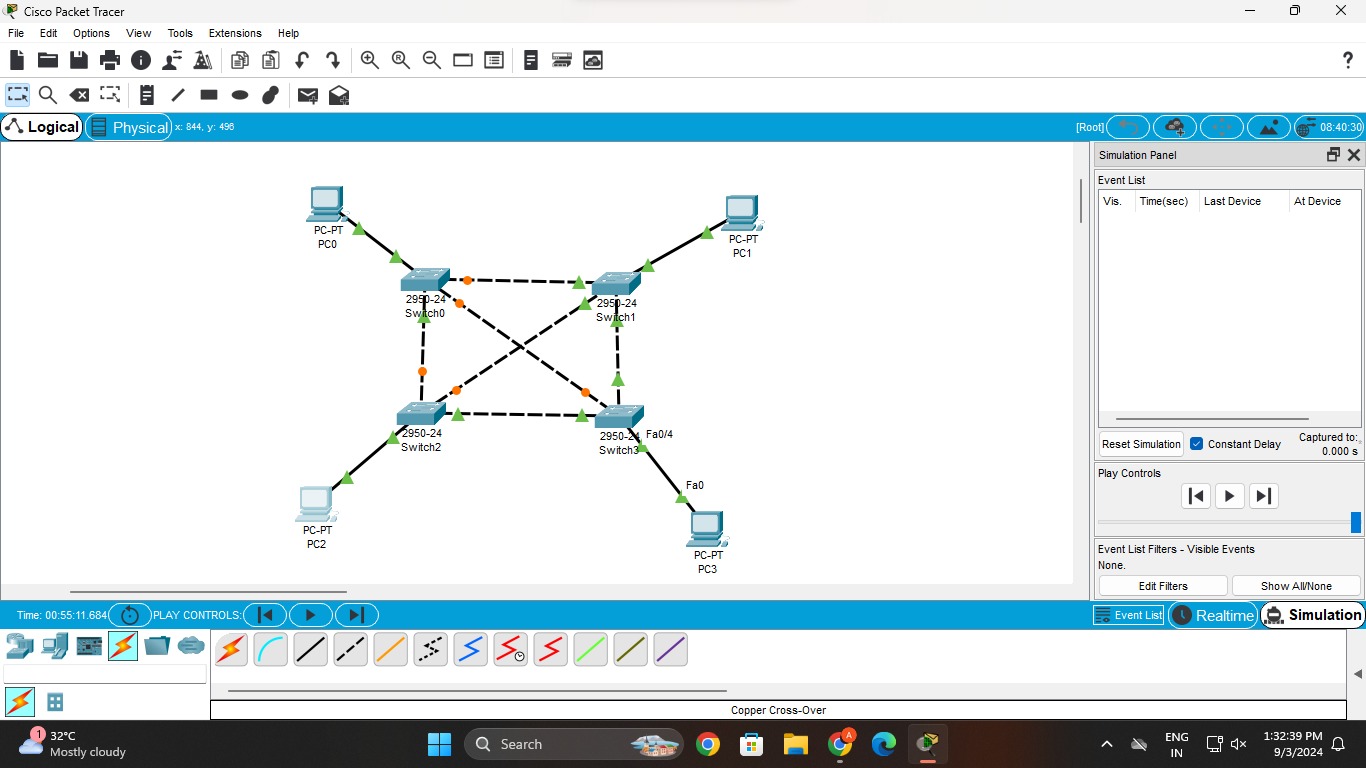 Cisco Packet Tracer
File Edit Options View Tools Extensions Help
Logical Physical x: 844, y: 496 [Root] 08:40:30
PC-PT
PC0
PC-PT
PC1
2950-24
Switch0
2950-24
Switch1
2950-24
Switch2
2950-24
Switch3
Fa0/4
Fa0
PC-PT
PC2
PC-PT
PC3
Simulation Panel
Event List
Vis. Time(sec) Last Device At Device
Reset Simulation Constant Delay Captured to:
0.000 s
Play Controls
Event List Filters - Visible Events
None.
Edit Filters Show All/None
Time: 00:55:11.684 PLAY CONTROLS: Event List Realtime Simulation
Copper Cross-Over
1
32°C
Mostly cloudy
Search
A
ENG
IN
1:32:39 PM
9/3/2024